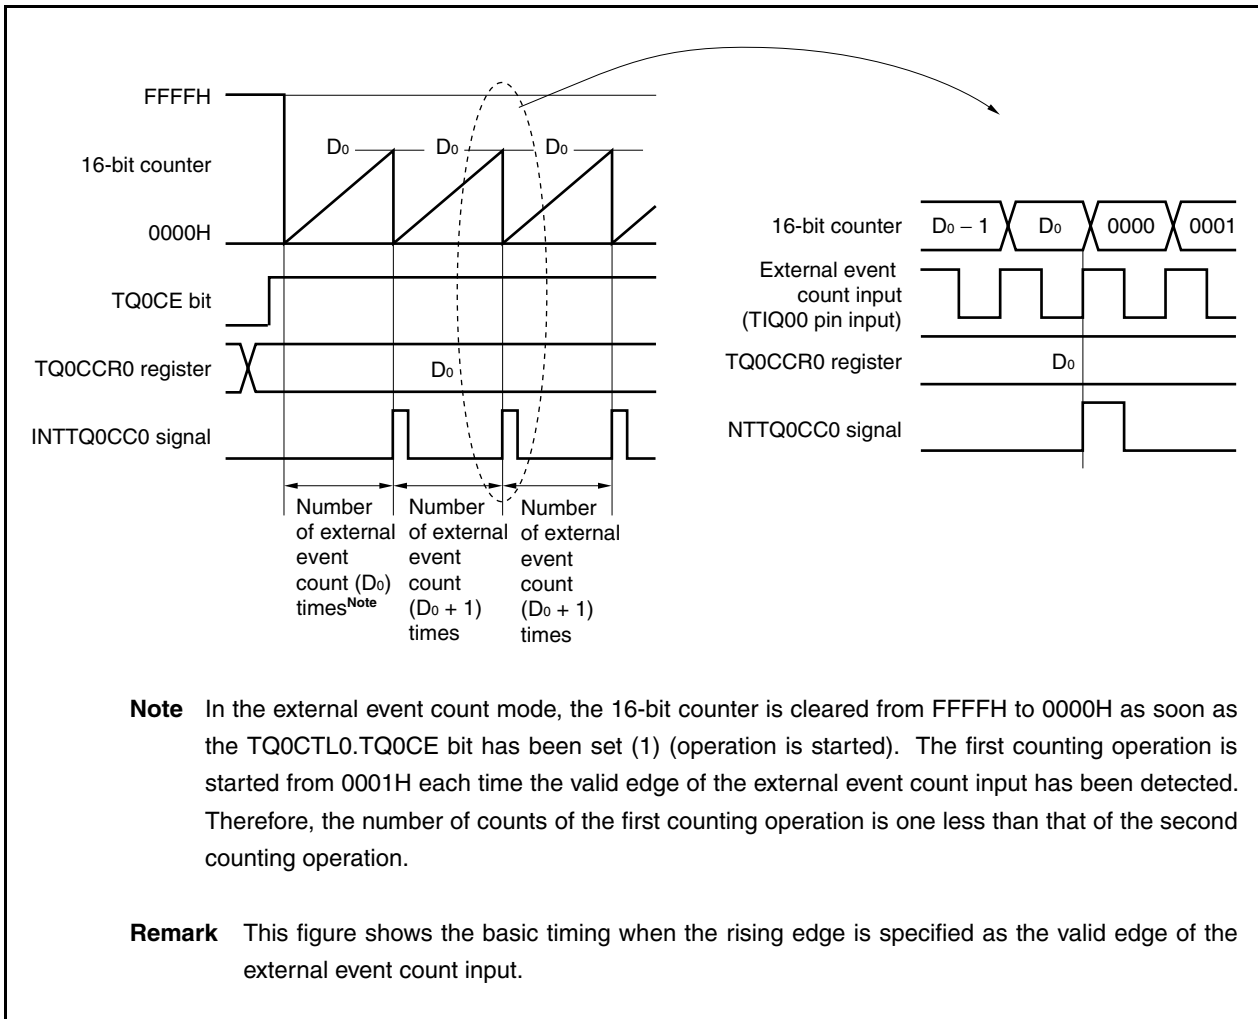 FFFFH
16-bit counter
0000H
D0
D0
D0
TQ0CE bit
TQ0CCR0 register
D0
INTTQ0CC0 signal
Number
of external
event
count (D0)
timesNote
Number
of external
event
count
(D0 + 1)
times
Number
of external
event
count
(D0 + 1)
times
16-bit counter
D0 − 1
D0
0000
0001
External event
count input
(TIQ00 pin input)
TQ0CCR0 register
D0
NTTQ0CC0 signal
Note In the external event count mode, the 16-bit counter is cleared from FFFFH to 0000H as soon as
the TQ0CTL0.TQ0CE bit has been set (1) (operation is started). The first counting operation is
started from 0001H each time the valid edge of the external event count input has been detected.
Therefore, the number of counts of the first counting operation is one less than that of the second
counting operation.
Remark This figure shows the basic timing when the rising edge is specified as the valid edge of the
external event count input.